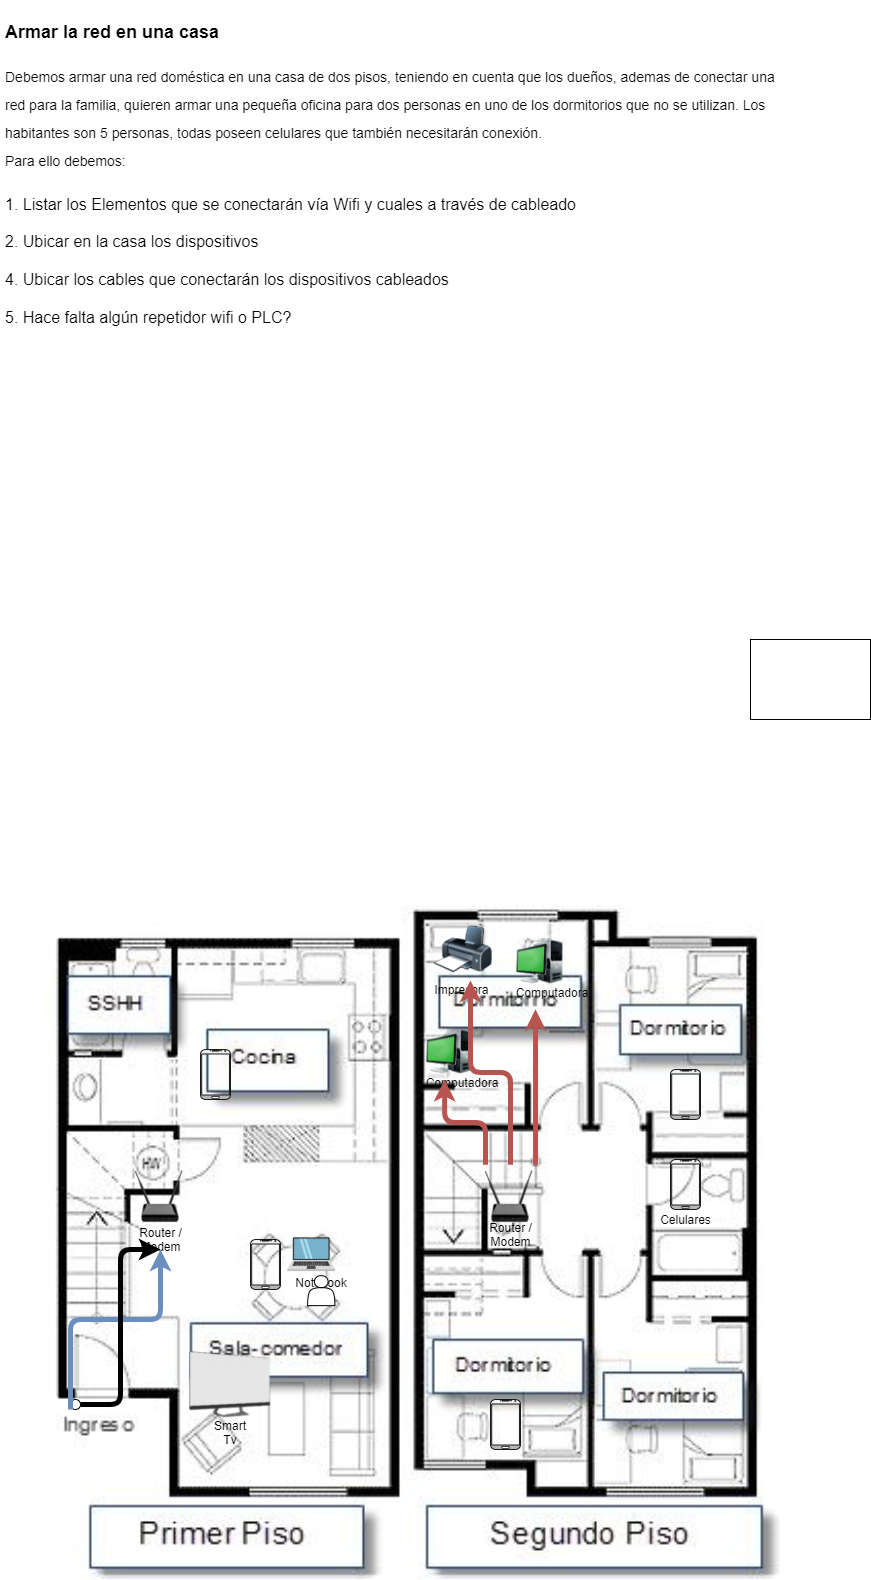 Armar la red en una casa
Debemos armar una red doméstica en una casa de dos pisos, teniendo en cuenta que los dueños, ademas de conectar una
red para la familia, quieren armar una pequeña oficina para dos personas en uno de los dormitorios que no se utilizan. Los
habitantes son 5 personas, todas poseen celulares que también necesitarán conexión.
Para ello debemos:
1. Listar los Elementos que se conectarán vía Wifi y cuales a través de cableado
2. Ubicar en la casa los dispositivos
4. Ubicar los cables que conectarán los dispositivos cableados
5. Hace falta algún repetidor wifi o PLC?
SSHH
Cocina
HW
Router /
Modem
Notebook
Sala-comedor
Smart
Tv
Ingreso
Primer Piso
Impresora
Computadora
Dormitorio
Computadora
Dormitorio
Router /
Modem
Celulares
Dormitorio
Dormitorio
Segundo Piso